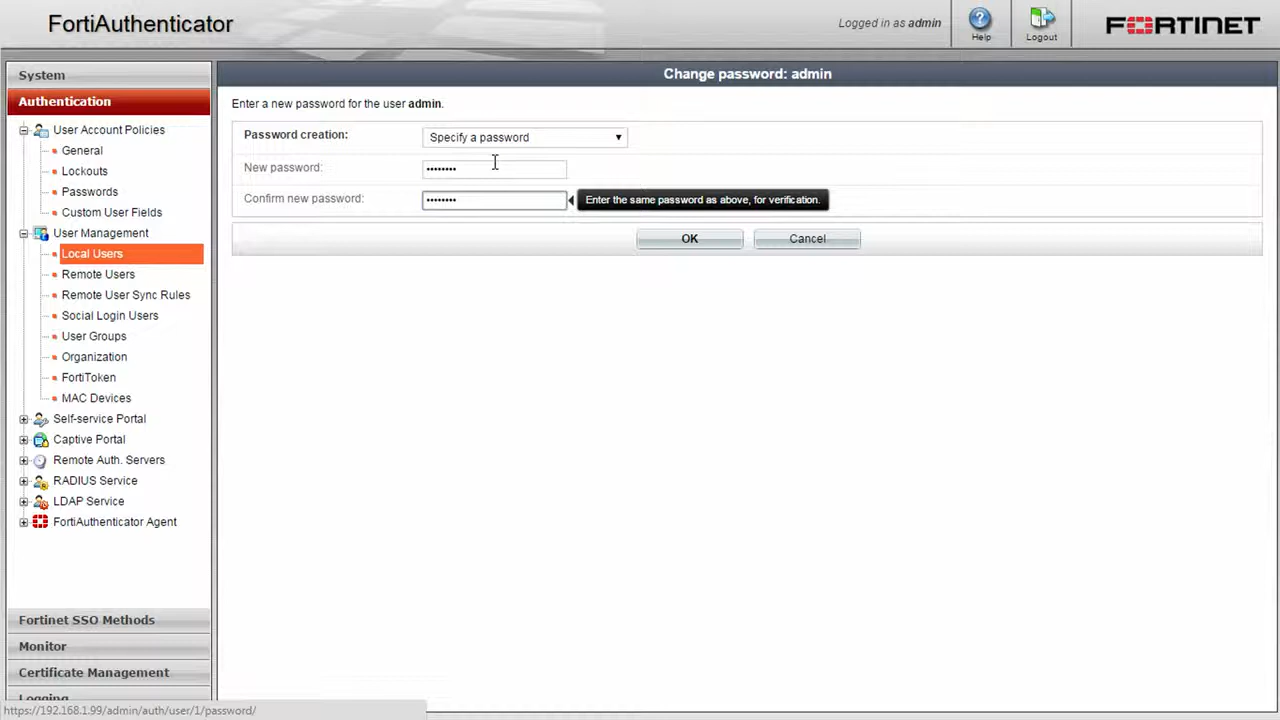 FortiAuthenticator
Logged in as admin
Help
Logout
FORTINET
System
Authentication
User Account Policies
General
Lockouts
Passwords
Custom User Fields
User Management
Local Users
Remote Users
Remote User Sync Rules
Social Login Users
User Groups
Organization
FortiToken
MAC Devices
Self-service Portal
Captive Portal
Remote Auth. Servers
RADIUS Service
LDAP Service
FortiAuthenticator Agent
Fortinet SSO Methods
Monitor
Certificate Management
Logging
Change password: admin
Enter a new password for the user admin.
Password creation: Specify a password
New password: ••••••••
Confirm new password: •••••••• Enter the same password as above, for verification.
OK Cancel
https://192.168.1.99/admin/auth/user/1/password/